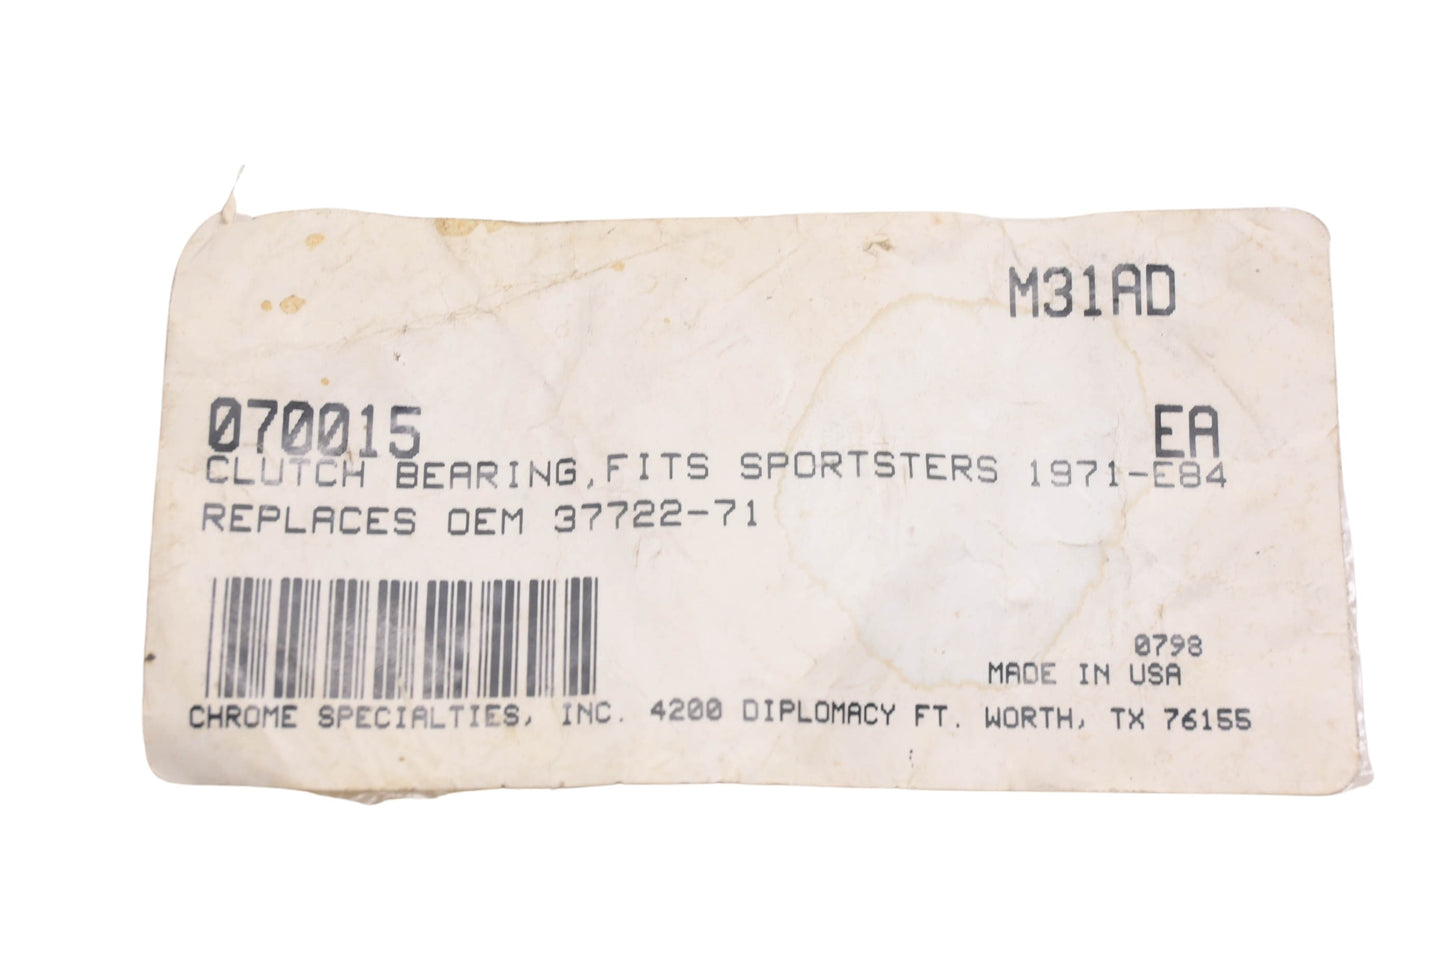 M31AD
070015 EA
CLUTCH BEARING,FITS SPORTSTERS 1971-E84
REPLACES OEM 37722-71
0798
MADE IN USA
CHROME SPECIALTIES, INC. 4200 DIPLOMACY FT. WORTH, TX 76155